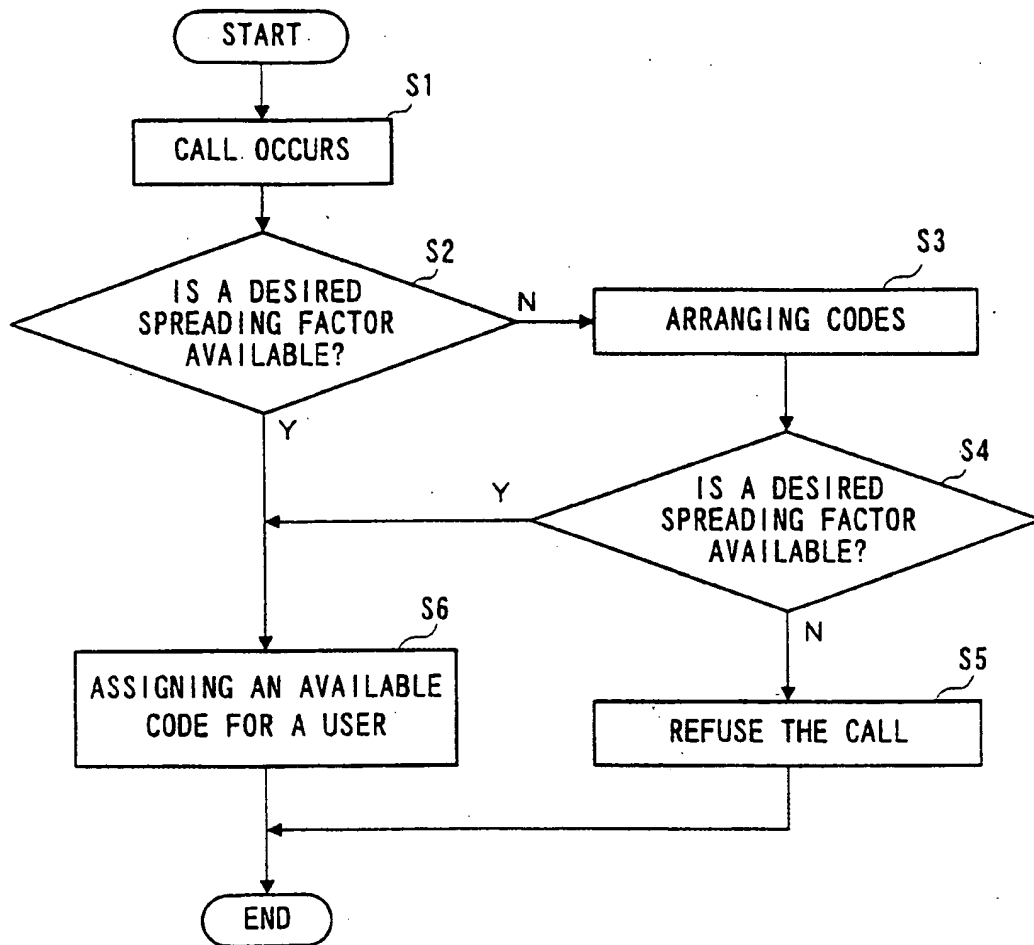 START
S1
CALL OCCURS
S2
IS A DESIRED
SPREADING FACTOR
AVAILABLE?
N
Y
S3
ARRANGING CODES
S4
IS A DESIRED
SPREADING FACTOR
AVAILABLE?
Y
N
S6
ASSIGNING AN AVAILABLE
CODE FOR A USER
S5
REFUSE THE CALL
END